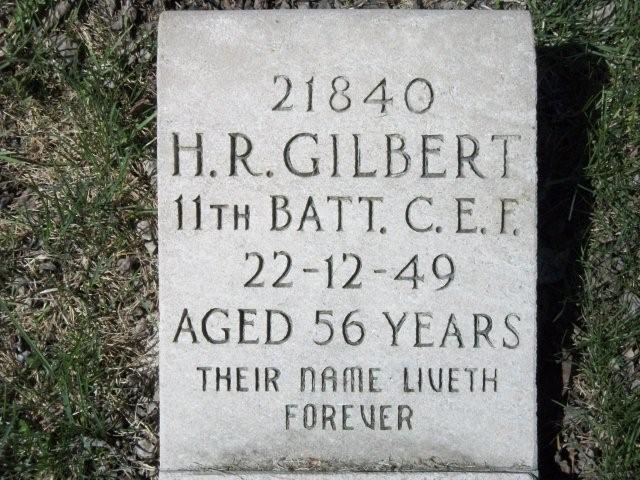 21840
H.R. GILBERT
11TH BATT. C.E.F.
22-12-49
AGED 56 YEARS
THEIR NAME LIVETH
FOREVER